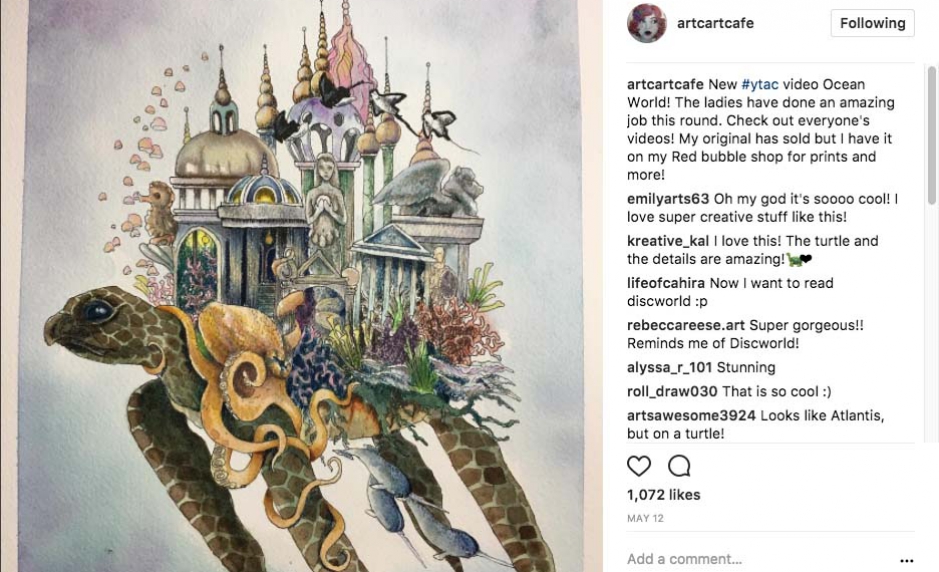 artcartcafe
Following
artcartcafe New #ytac video Ocean
World! The ladies have done an amazing
job this round. Check out everyone's
videos! My original has sold but I have it
on my Red bubble shop for prints and
more!
emilyarts63 Oh my god it's soooo cool! I
love super creative stuff like this!
kreative_kal I love this! The turtle and
the details are amazing!🐢❤
lifeofcahira Now I want to read
discworld :p
rebeccareese.art Super gorgeous!!
Reminds me of Discworld!
alyssa_r_101 Stunning
roll_draw030 That is so cool :)
artsawesome3924 Looks like Atlantis,
but on a turtle!
1,072 likes
MAY 12
Add a comment...